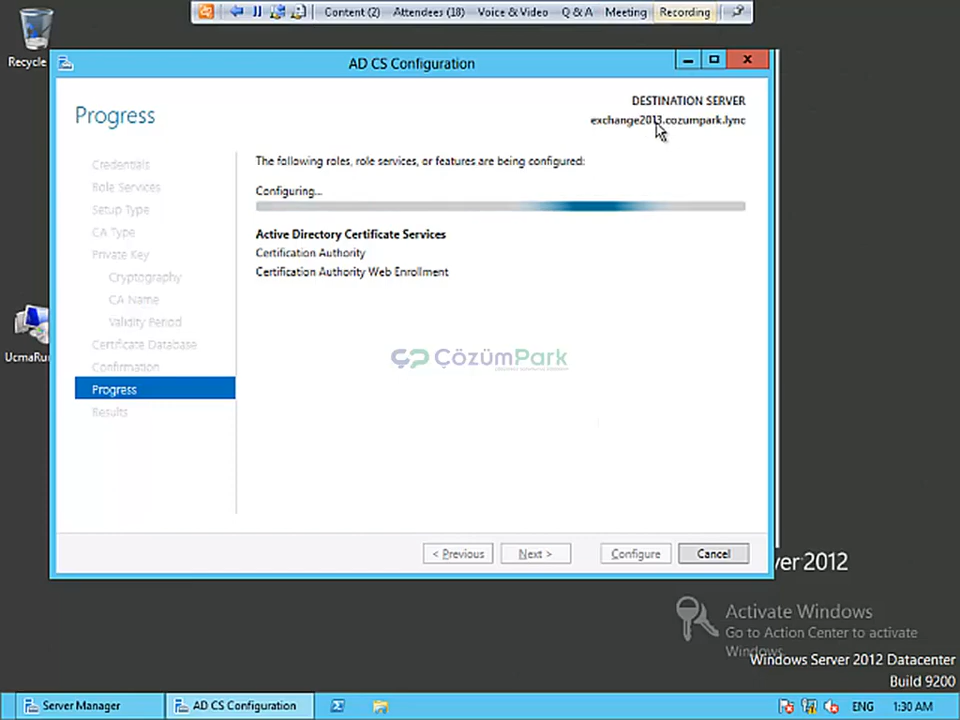 Content (2) Attendees (18) Voice & Video Q & A Meeting Recording
Recycle
AD CS Configuration
Progress
DESTINATION SERVER
exchange2013.cozumpark.lync
Credentials
Role Services
Setup Type
CA Type
Private Key
Cryptography
CA Name
Validity Period
Certificate Database
Confirmation
Progress
Results
The following roles, role services, or features are being configured:
Configuring...
Active Directory Certificate Services
Certification Authority
Certification Authority Web Enrollment
ÇözümPark
UcmaRu
< Previous Next > Configure Cancel
ver 2012
Activate Windows
Go to Action Center to activate
Windows.
Windows Server 2012 Datacenter
Build 9200
Server Manager AD CS Configuration ENG 1:30 AM